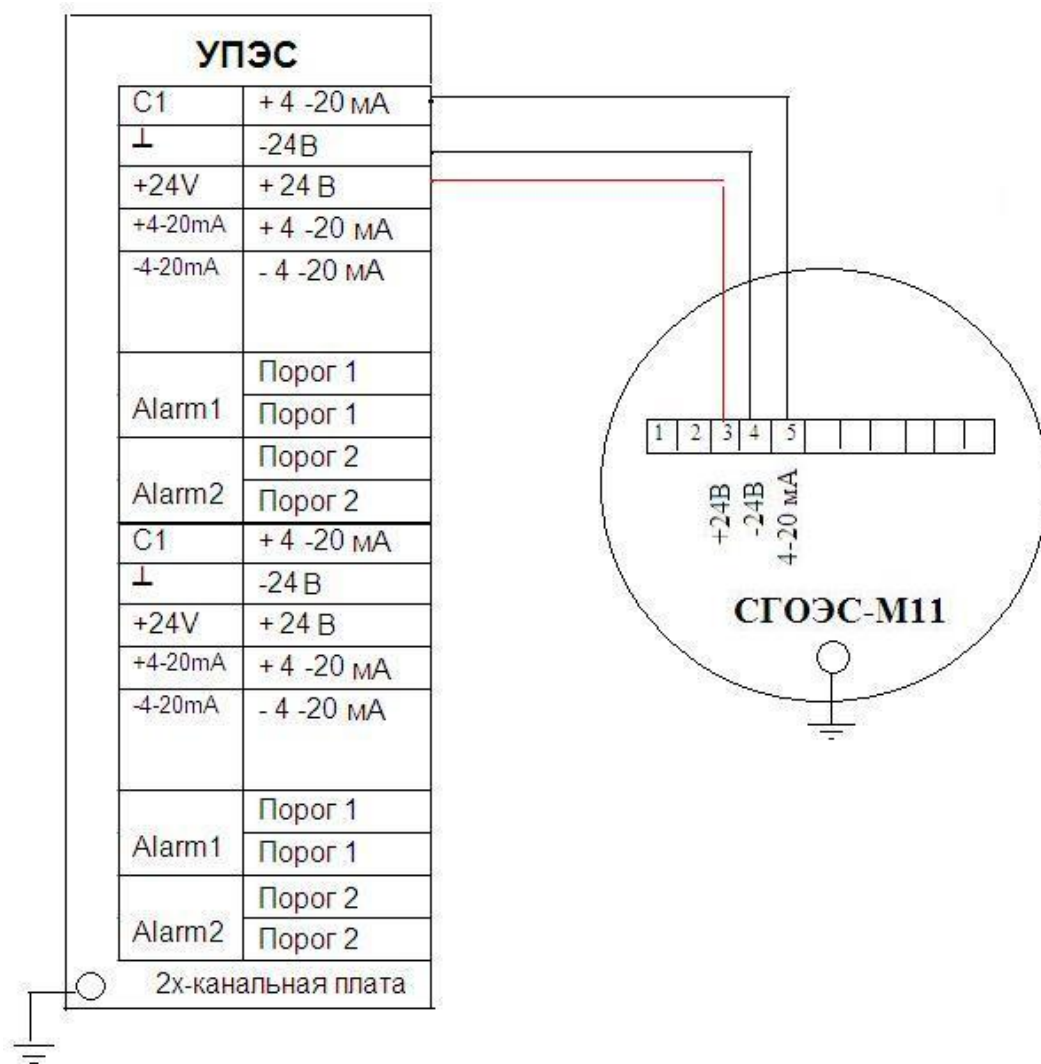 УПЭС
C1 + 4 -20 мА
⊥ -24В
+24V + 24 В
+4-20mA + 4 -20 мА
-4-20mA - 4 -20 мА
Порог 1
Alarm1 Порог 1
Порог 2
Alarm2 Порог 2
C1 + 4 -20 мА
⊥ -24 В
+24V + 24 В
+4-20mA + 4 -20 мА
-4-20mA - 4 -20 мА
Порог 1
Alarm1 Порог 1
Порог 2
Alarm2 Порог 2
2х-канальная плата
1 2 3 4 5
+24В
-24В
4-20 мА
СГОЭС-М11